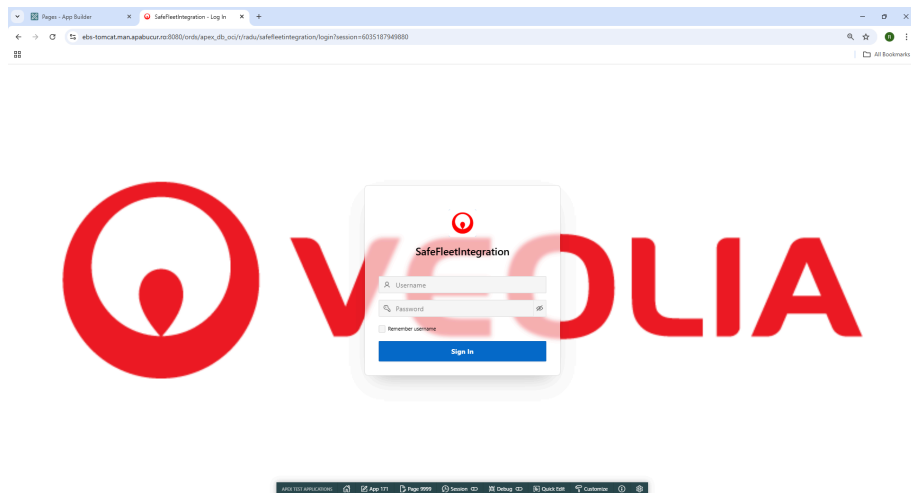 Pages - App Builder
SafeFleetIntegration - Log In
ebs-tomcat.man.apabucur.ro:8080/ords/apex_db_oci/r/radu/safefleetintegration/login?session=6035187949880
All Bookmarks
VEOLIA
SafeFleetIntegration
Username
Password
Remember username
Sign In
APEX TEST APPLICATIONS App 171 Page 9999 Session Debug Quick Edit Customize